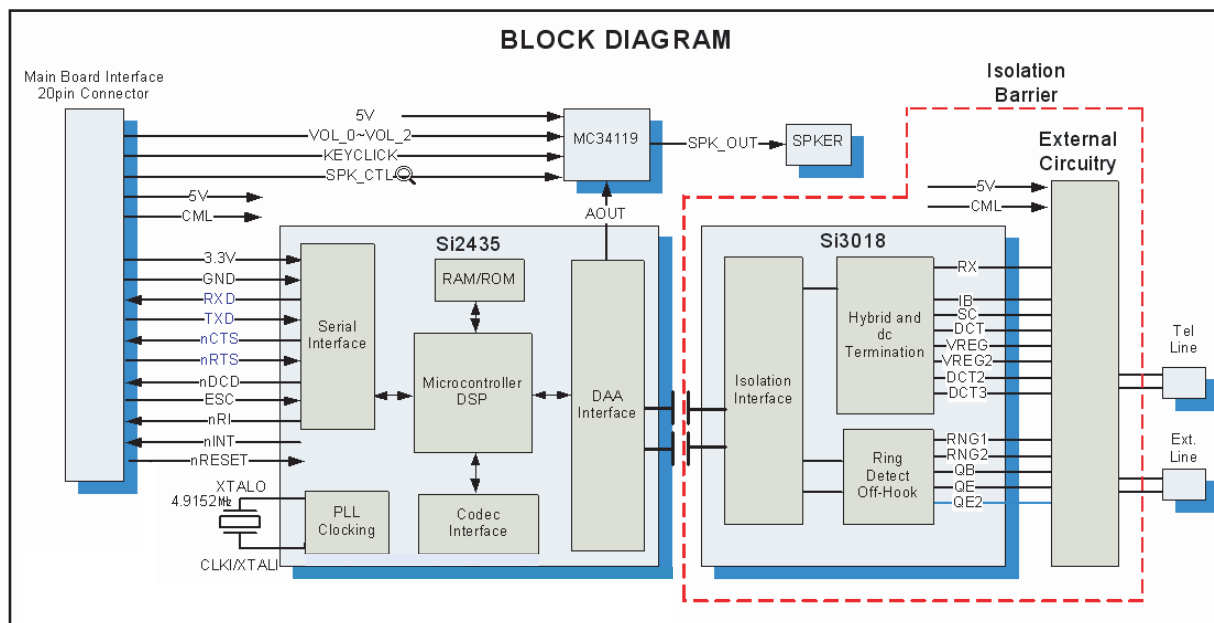 BLOCK DIAGRAM
Main Board Interface
20pin Connector
Isolation
Barrier
5V
VOL_0~VOL_2
KEYCLICK
SPK_CTL
MC34119
SPK_OUT
SPKER
External
Circuitry
5V
CML
5V
CML
AOUT
Si2435
Si3018
3.3V
GND
RXD
TXD
nCTS
nRTS
nDCD
ESC
nRI
nINT
nRESET
XTALO
4.9152MHz
CLKI/XTALI
Serial
Interface
RAM/ROM
Microcontroller
DSP
DAA
Interface
PLL
Clocking
Codec
Interface
Isolation
Interface
Hybrid and
dc
Termination
Ring
Detect
Off-Hook
RX
IB
SC
DCT
VREG
VREG2
DCT2
DCT3
RNG1
RNG2
QB
QE
QE2
Tel
Line
Ext.
Line